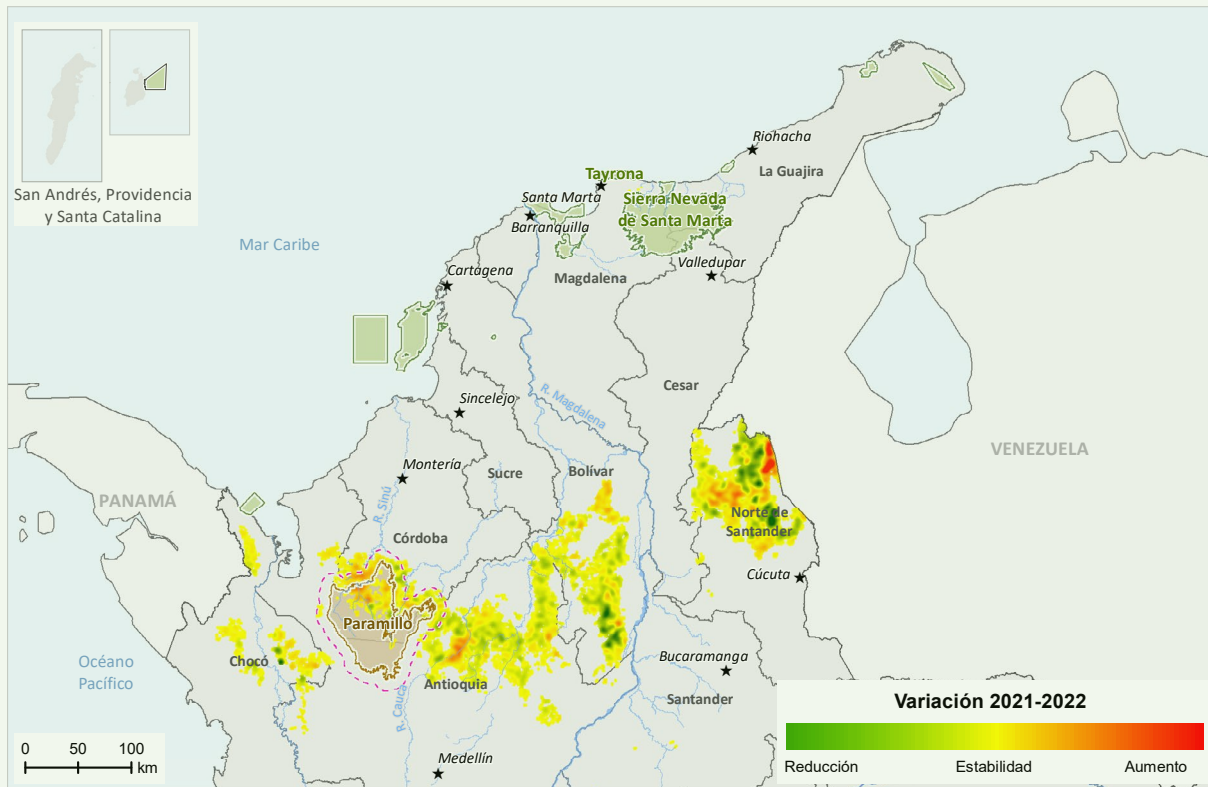 San Andrés, Providencia
y Santa Catalina
Mar Caribe
Riohacha
La Guajira
Tayrona
Santa Marta
Sierra Nevada
de Santa Marta
Barranquilla
Valledupar
Magdalena
Cartagena
Cesar
R. Magdalena
Sincelejo
VENEZUELA
Montería
Sucre
Bolívar
PANAMÁ
R. Sinú
Norte de
Santander
Córdoba
Cúcuta
Paramillo
Océano
Pacífico
Chocó
Bucaramanga
Antioquia
Santander
R. Cauca
Medellín
0 50 100
km
Variación 2021-2022
Reducción Estabilidad Aumento